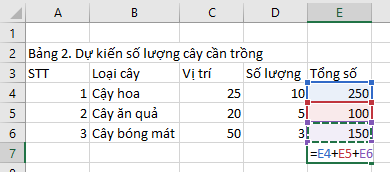 A B C D E
1
2 Bảng 2. Dự kiến số lượng cây cần trồng
3 STT Loại cây Vị trí Số lượng Tổng số
4 1 Cây hoa 25 10 250
5 2 Cây ăn quả 20 5 100
6 3 Cây bóng mát 50 3 150
7 =E4+E5+E6